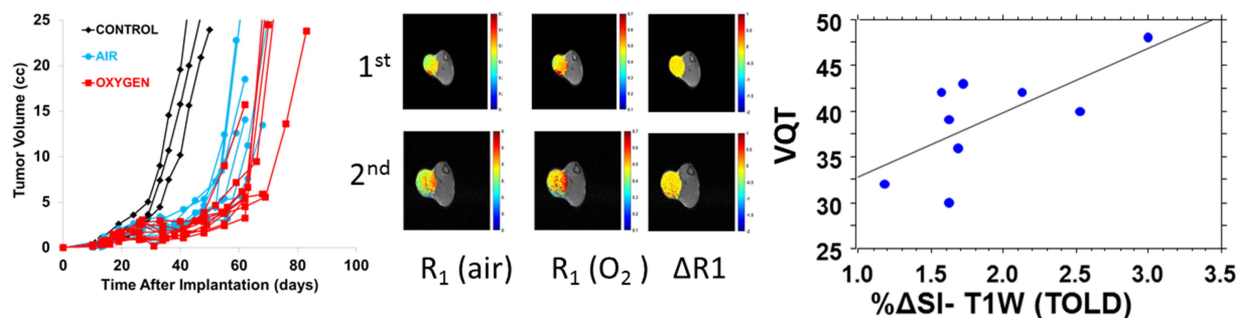 25
20
15
10
5
0
Tumor Volume (cc)
CONTROL
AIR
OXYGEN
0 20 40 60 80 100
Time After Implantation (days)
1st
2nd
R1 (air) R1 (O2 ) ΔR1
50
45
40
35
30
25
VQT
1.0 1.5 2.0 2.5 3.0 3.5
%ΔSI- T1W (TOLD)